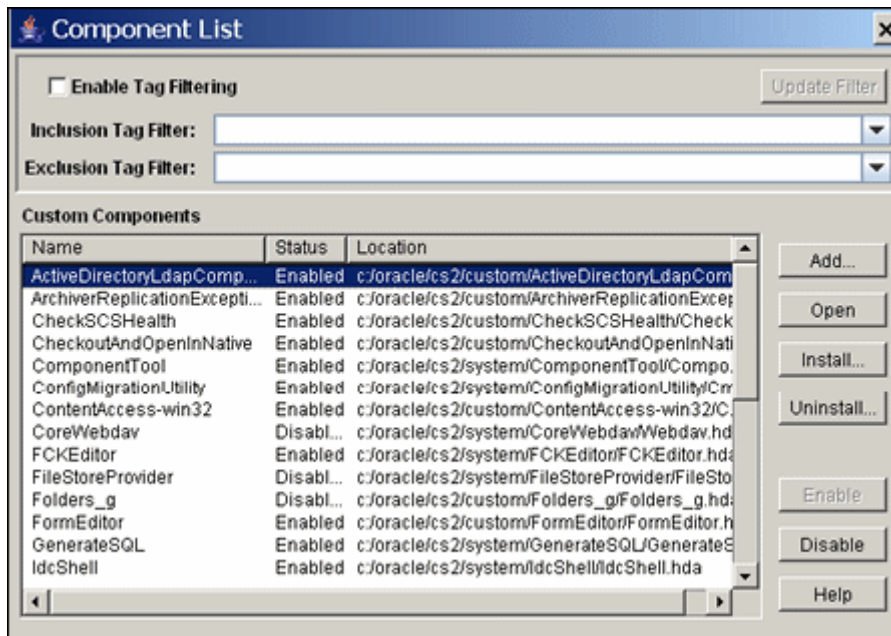 Component List
Enable Tag Filtering
Update Filter
Inclusion Tag Filter:
Exclusion Tag Filter:
Custom Components
Name Status Location
ActiveDirectoryLdapComp... Enabled c:/oracle/cs2/custom/ActiveDirectoryLdapCom
ArchiverReplicationExcepti... Enabled c:/oracle/cs2/custom/ArchiverReplicationExcep
CheckSCSHealth Enabled c:/oracle/cs2/custom/CheckSCSHealth/Check
CheckoutAndOpenInNative Enabled c:/oracle/cs2/custom/CheckoutAndOpenInNati
ComponentTool Enabled c:/oracle/cs2/system/ComponentTool/Compo.
ConfigMigrationUtility Enabled c:/oracle/cs2/system/ConfigMigrationUtility/Cm
ContentAccess-win32 Enabled c:/oracle/cs2/custom/ContentAccess-win32/C.
CoreWebdav Disabl... c:/oracle/cs2/system/CoreWebdav/Webdav.hd
FCKEditor Enabled c:/oracle/cs2/system/FCKEditor/FCKEditor.hda
FileStoreProvider Disabl... c:/oracle/cs2/system/FileStoreProvider/FileSto
Folders_g Disabl... c:/oracle/cs2/custom/Folders_g/Folders_g.hda
FormEditor Enabled c:/oracle/cs2/custom/FormEditor/FormEditor.h
GenerateSQL Enabled c:/oracle/cs2/system/GenerateSQL/GenerateS
IdcShell Enabled c:/oracle/cs2/system/IdcShell/IdcShell.hda
Add...
Open
Install...
Uninstall...
Enable
Disable
Help